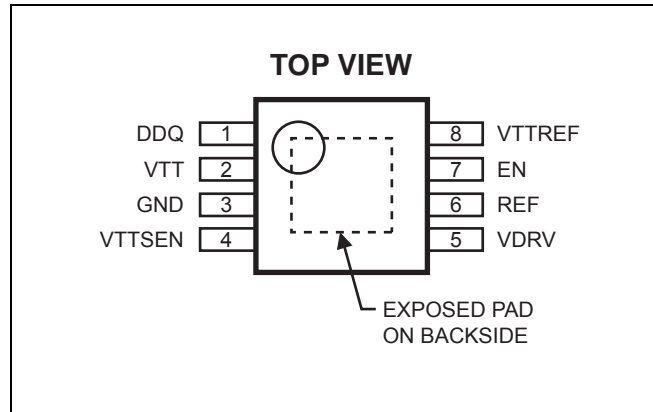 TOP VIEW
DDQ 1 8 VTTREF
VTT 2 7 EN
GND 3 6 REF
VTTSEN 4 5 VDRV
EXPOSED PAD
ON BACKSIDE